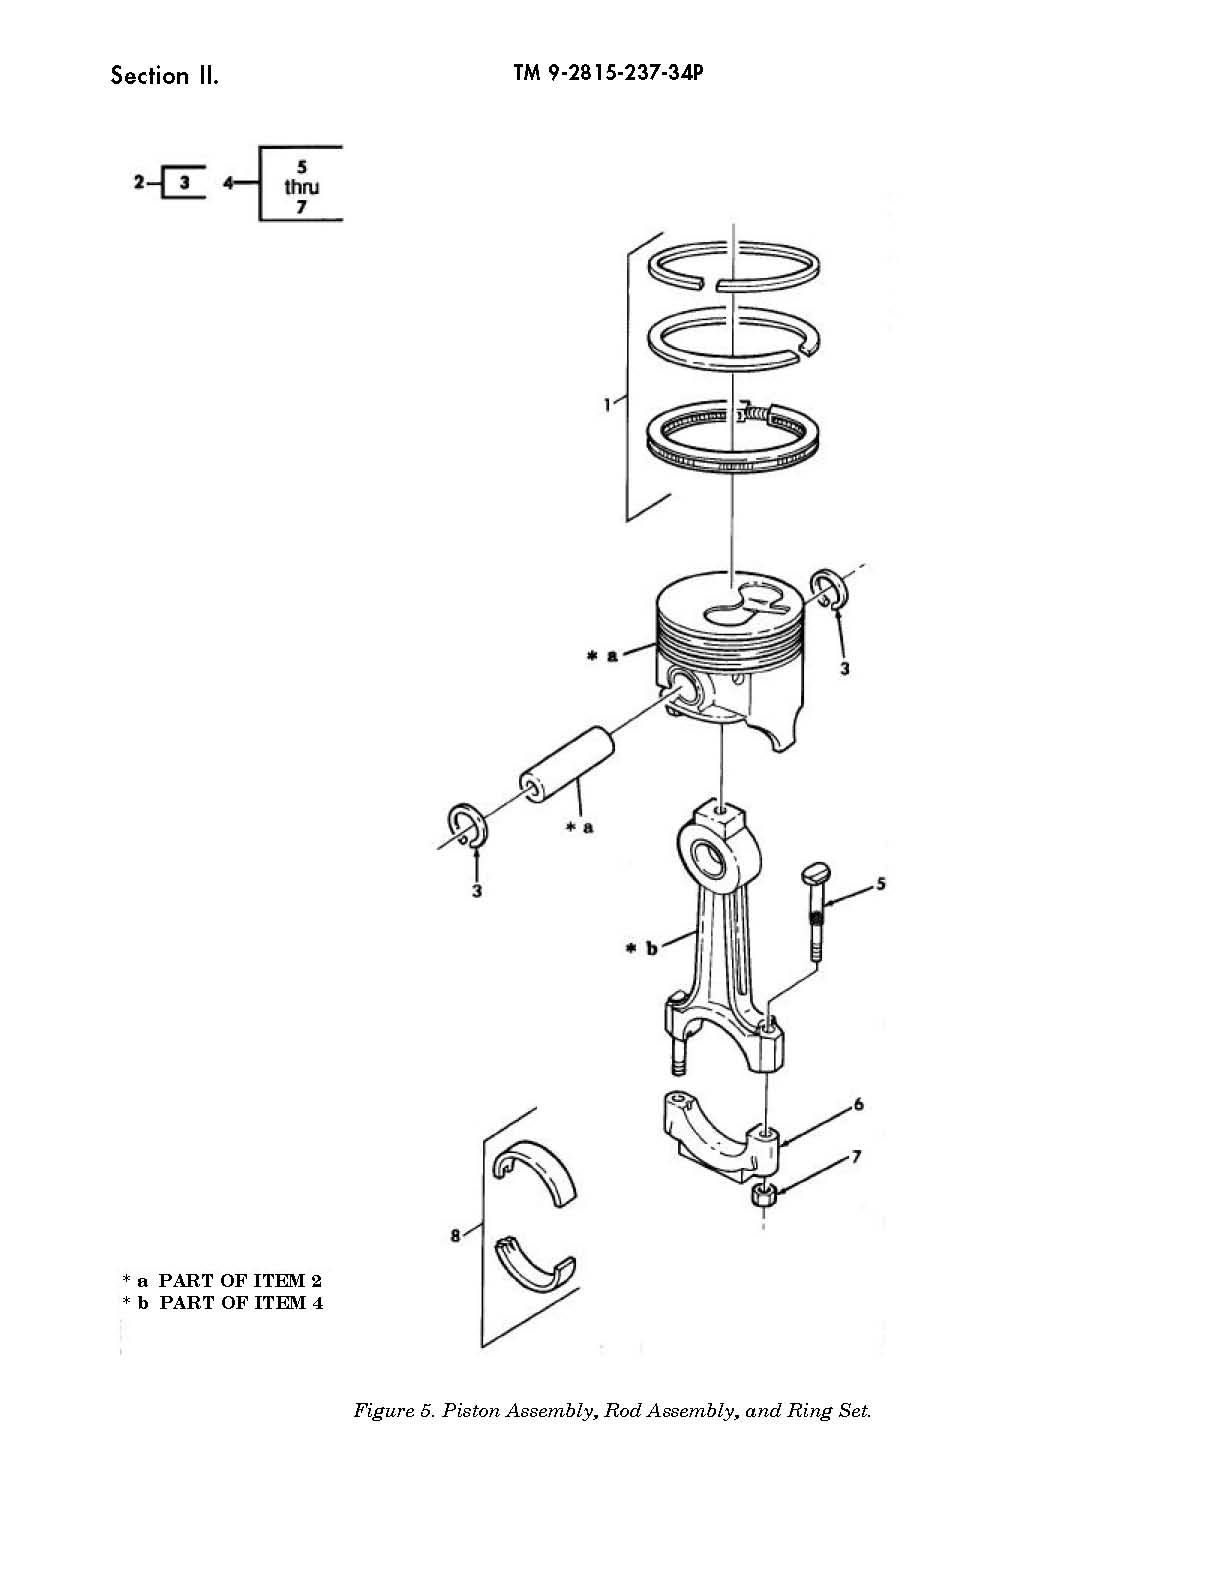 Section II.
TM 9-2815-237-34P
2
3
4
5
thru
7
1
* a
3
* a
3
5
* b
6
7
8
* a PART OF ITEM 2
* b PART OF ITEM 4
Figure 5. Piston Assembly, Rod Assembly, and Ring Set.